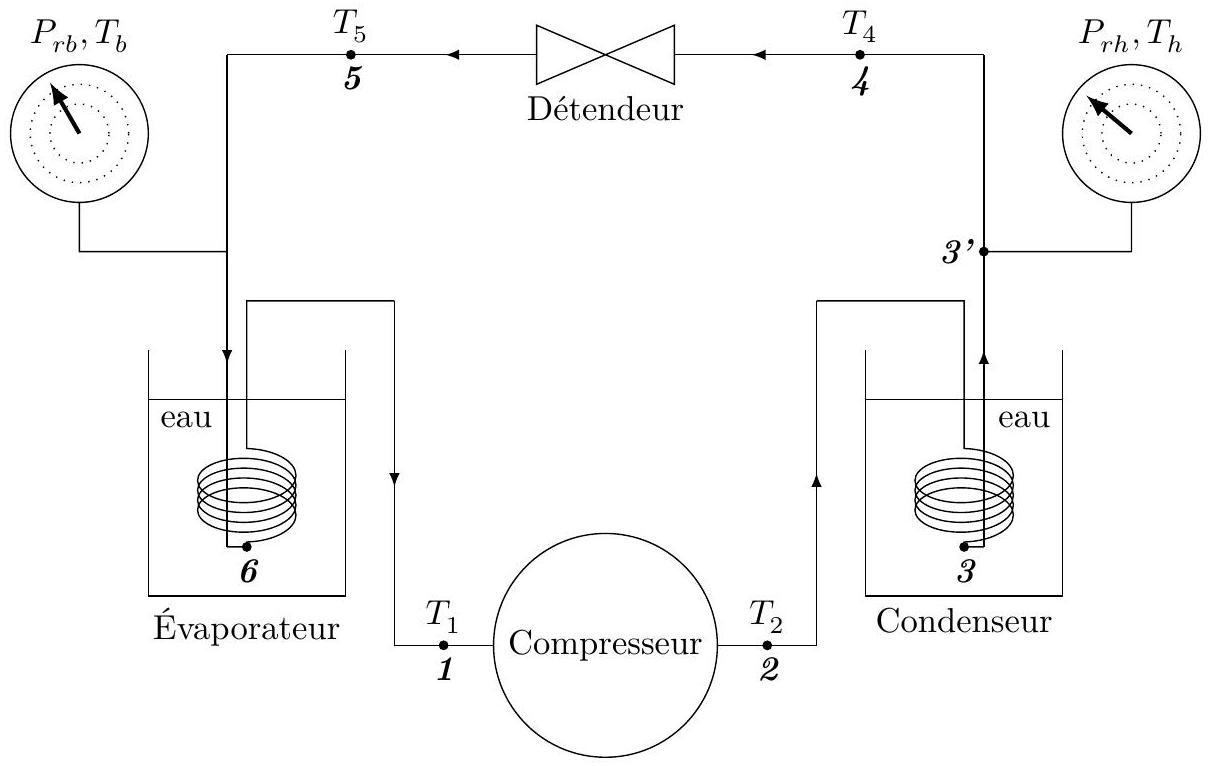 P_rb, T_b
T_5
5
Détendeur
T_4
4
P_rh, T_h
3'
eau
6
Évaporateur
T_1
1
Compresseur
T_2
2
eau
3
Condenseur